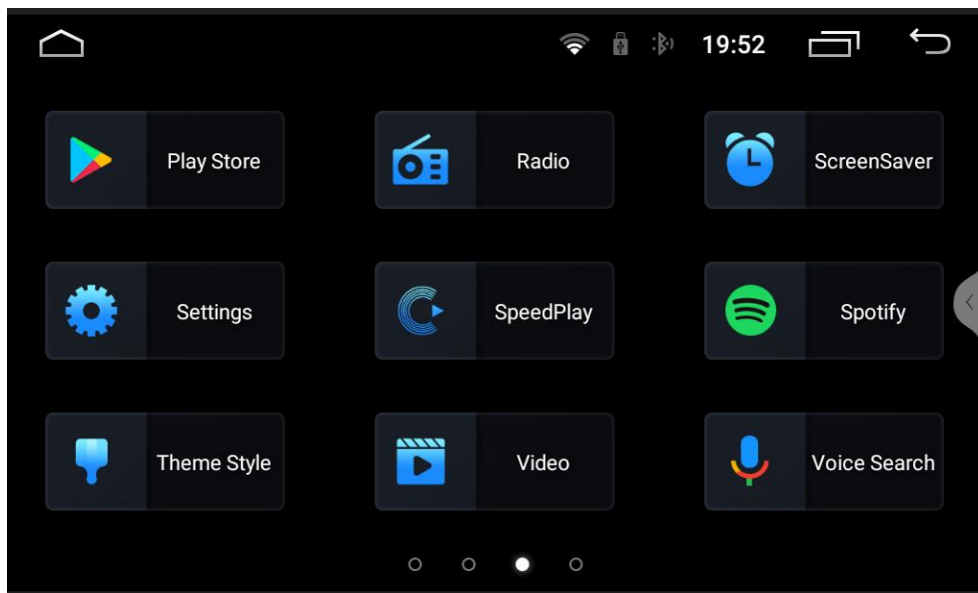 19:52
Play Store
Radio
ScreenSaver
Settings
SpeedPlay
Spotify
Theme Style
Video
Voice Search